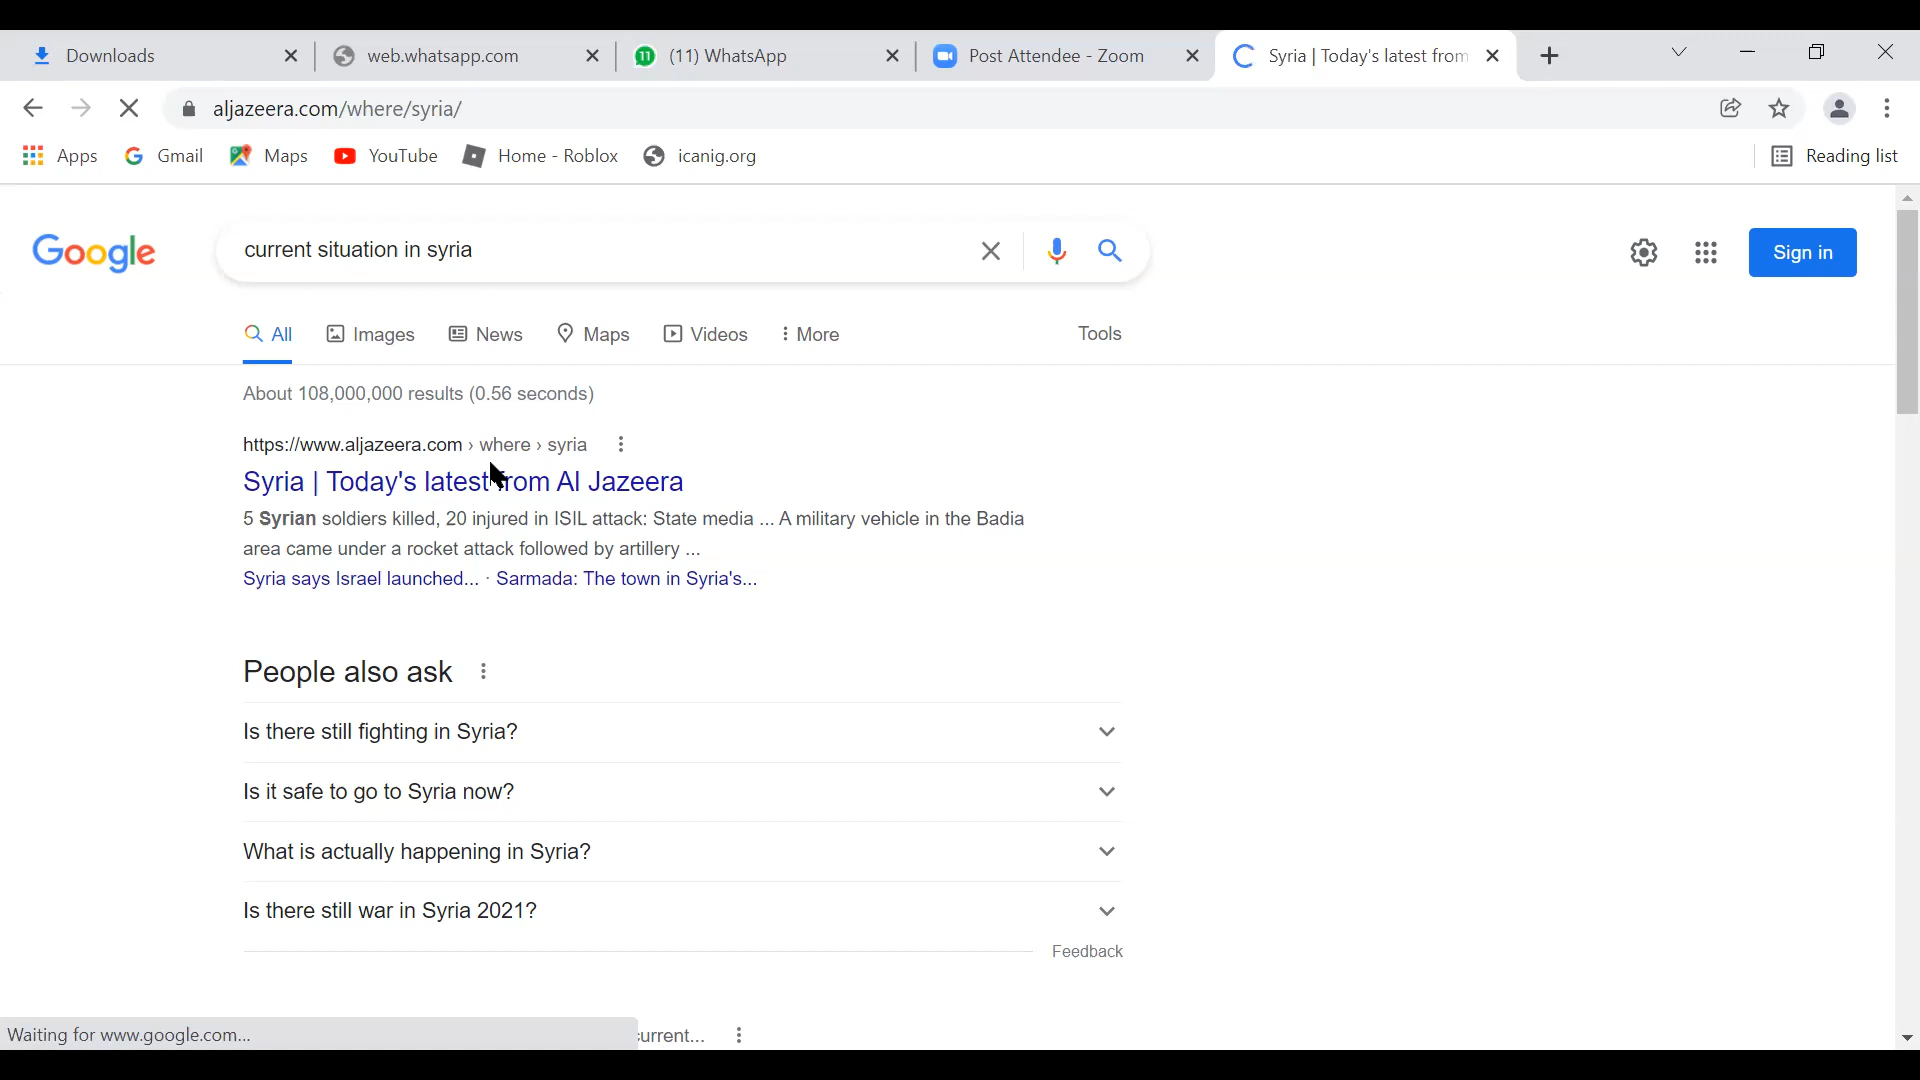 Downloads
web.whatsapp.com
11
(11) WhatsApp
Post Attendee - Zoom
Syria | Today's latest from
aljazeera.com/where/syria/
Apps
Gmail
Maps
YouTube
Home - Roblox
icanig.org
Reading list
Google
current situation in syria
Sign in
All
Images
News
Maps
Videos
More
Tools
About 108,000,000 results (0.56 seconds)
https://www.aljazeera.com › where › syria
Syria | Today's latest from Al Jazeera
5 Syrian soldiers killed, 20 injured in ISIL attack: State media ... A military vehicle in the Badia
area came under a rocket attack followed by artillery ...
Syria says Israel launched... · Sarmada: The town in Syria's...
People also ask
Is there still fighting in Syria?
Is it safe to go to Syria now?
What is actually happening in Syria?
Is there still war in Syria 2021?
Feedback
Waiting for www.google.com...
urrent...